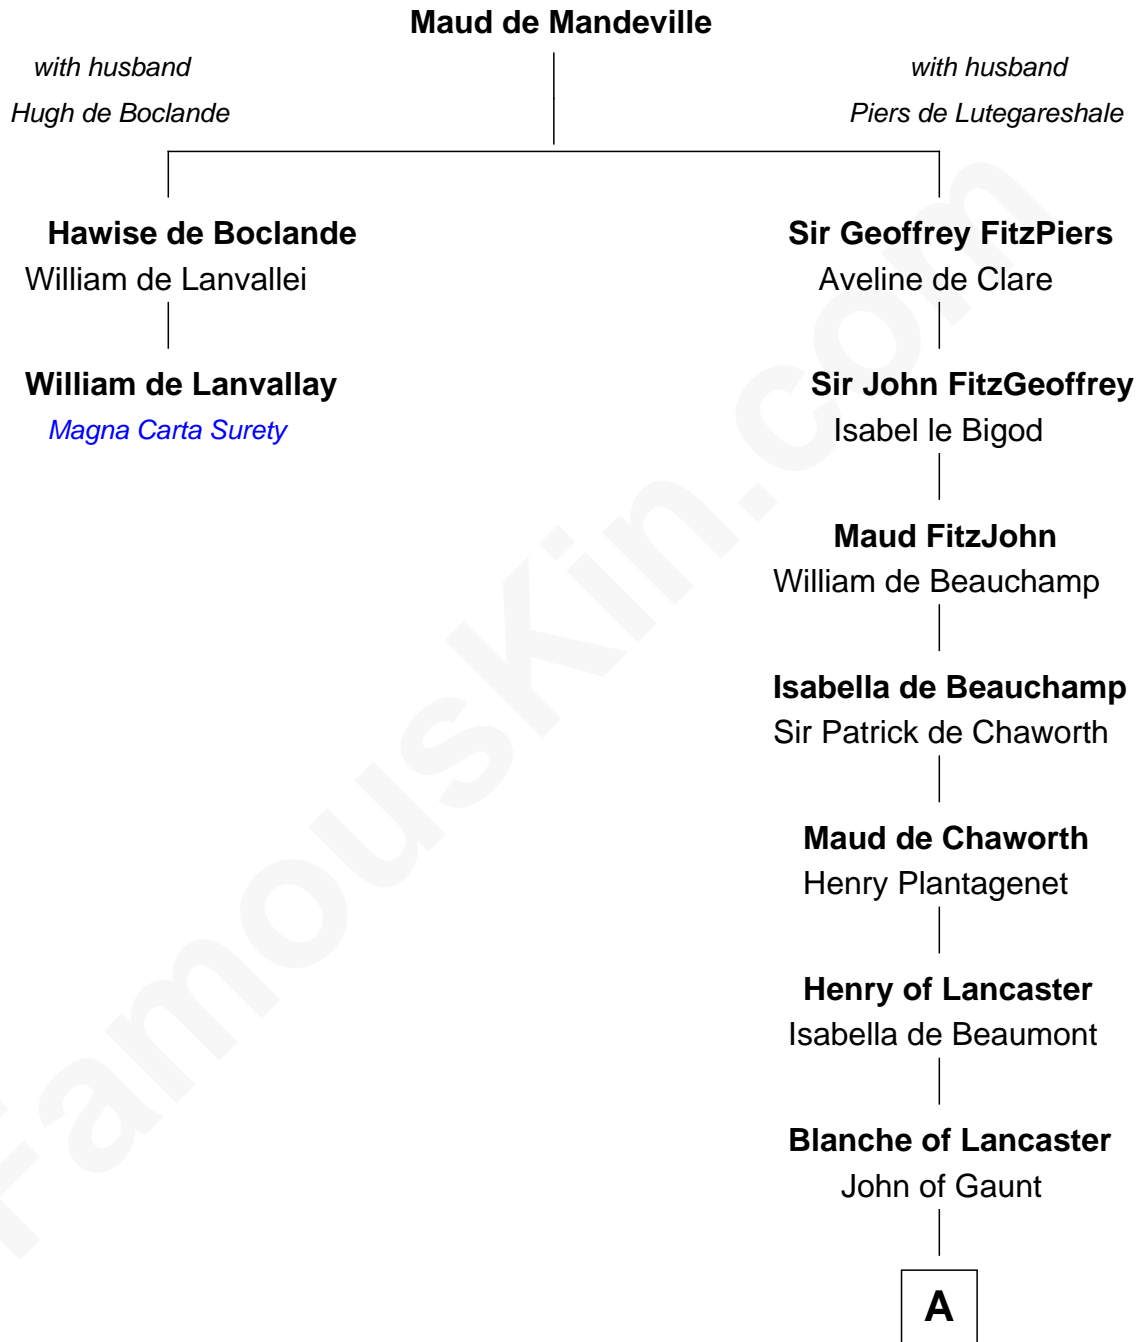 Maud de Mandeville
with husband
Hugh de Boclande
with husband
Piers de Lutegareshale
Hawise de Boclande
William de Lanvallei
William de Lanvallay
Magna Carta Surety
Sir Geoffrey FitzPiers
Aveline de Clare
Sir John FitzGeoffrey
Isabel le Bigod
Maud FitzJohn
William de Beauchamp
Isabella de Beauchamp
Sir Patrick de Chaworth
Maud de Chaworth
Henry Plantagenet
Henry of Lancaster
Isabella de Beaumont
Blanche of Lancaster
John of Gaunt
A
FamousKin.com